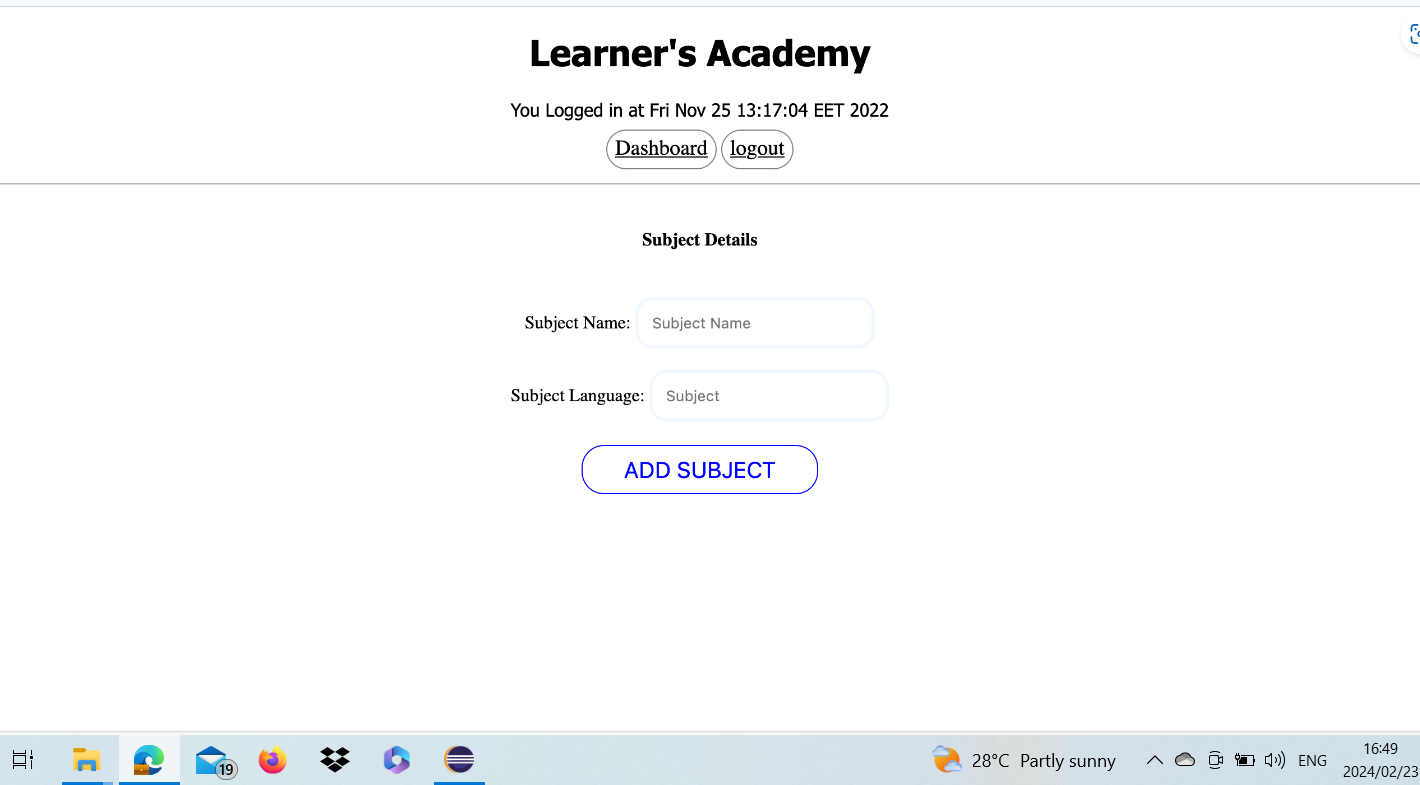 Learner's Academy
You Logged in at Fri Nov 25 13:17:04 EET 2022
Dashboard logout
Subject Details
Subject Name: Subject Name
Subject Language: Subject
ADD SUBJECT
19
28°C Partly sunny
ENG
16:49
2024/02/23